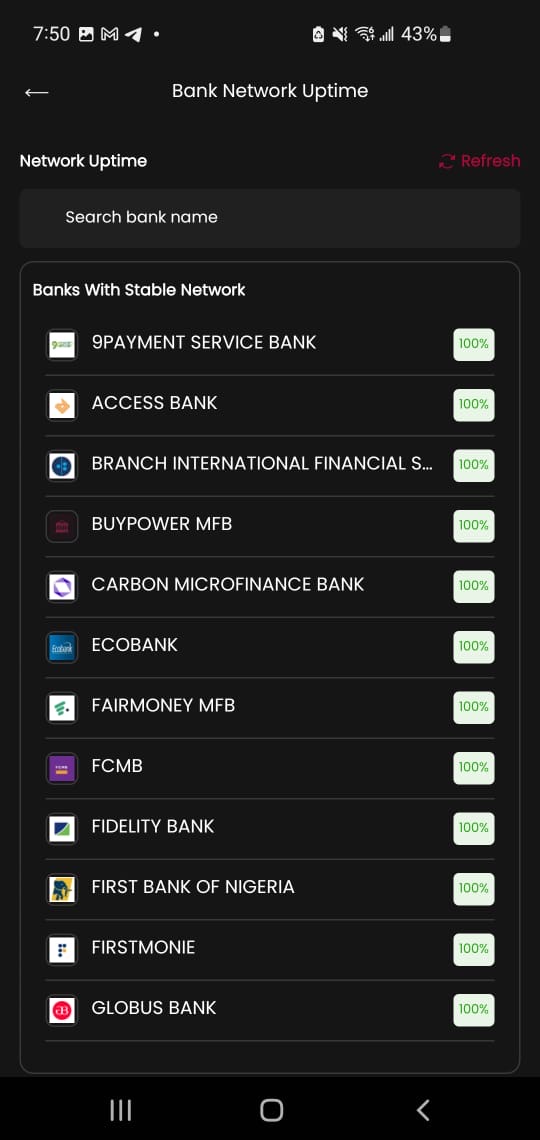 7:50
43%
Bank Network Uptime
Network Uptime
Refresh
Search bank name
Banks With Stable Network
9PAYMENT SERVICE BANK 100%
ACCESS BANK 100%
BRANCH INTERNATIONAL FINANCIAL S... 100%
BUYPOWER MFB 100%
CARBON MICROFINANCE BANK 100%
Ecobank ECOBANK 100%
FAIRMONEY MFB 100%
FCMB FCMB 100%
FIDELITY BANK 100%
FIRST BANK OF NIGERIA 100%
FIRSTMONIE 100%
GLOBUS BANK 100%